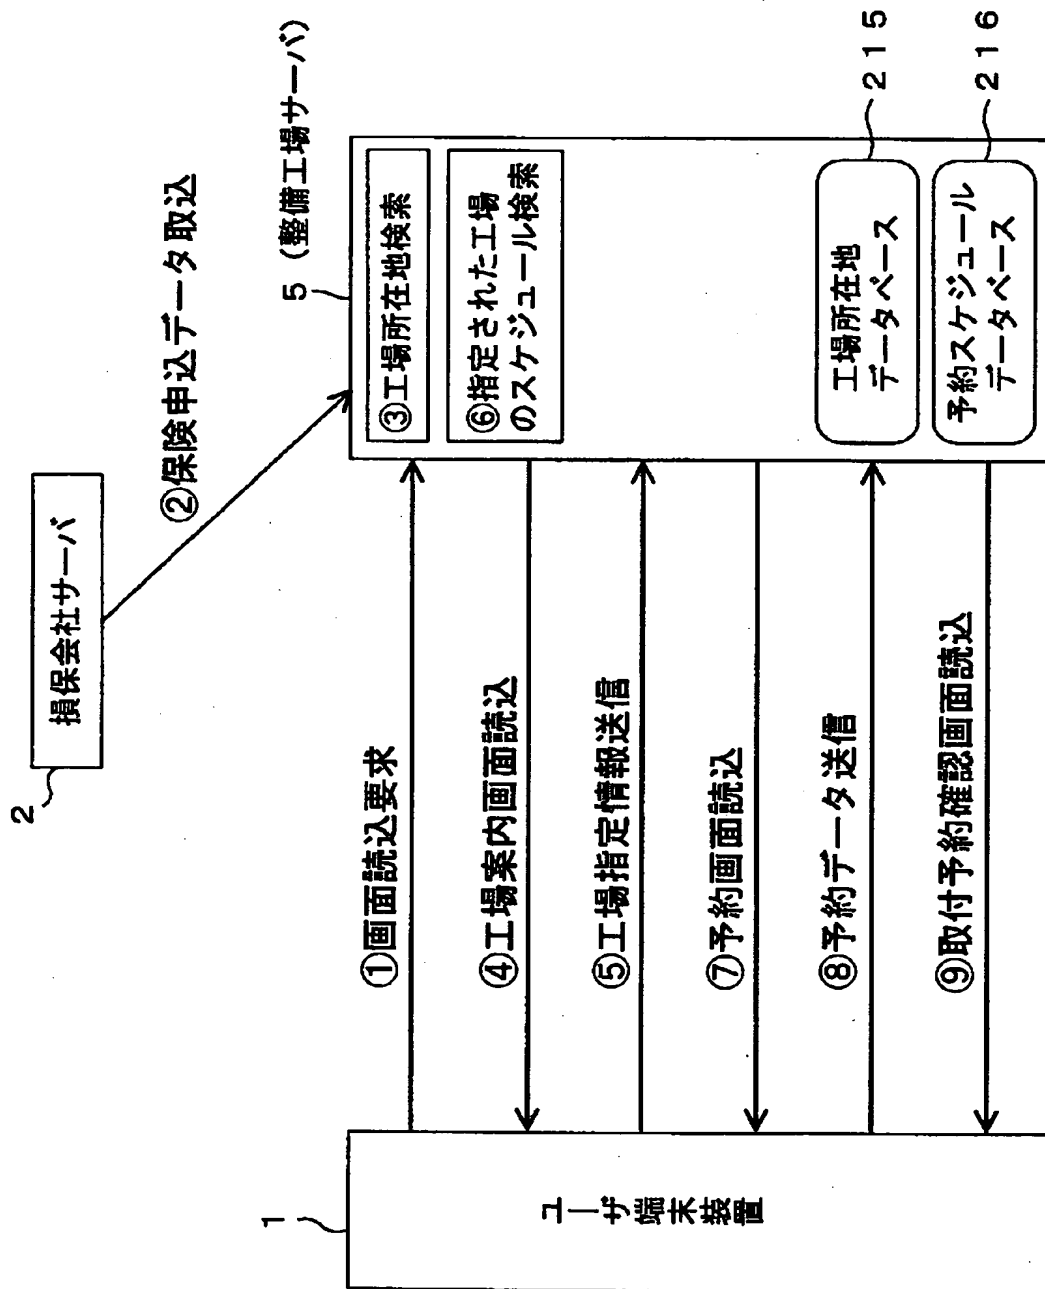 2
損保会社サーバ
②保険申込データ取込
5 (整備工場サーバ)
1
ユーザ端末装置
①画面読込要求
③工場所在地検索
④工場案内画面読込
⑥指定された工場
のスケジュール検索
⑤工場指定情報送信
⑦予約画面読込
⑧予約データ送信
工場所在地
データベース
215
⑨取付予約確認画面読込
予約スケジュール
データベース
216